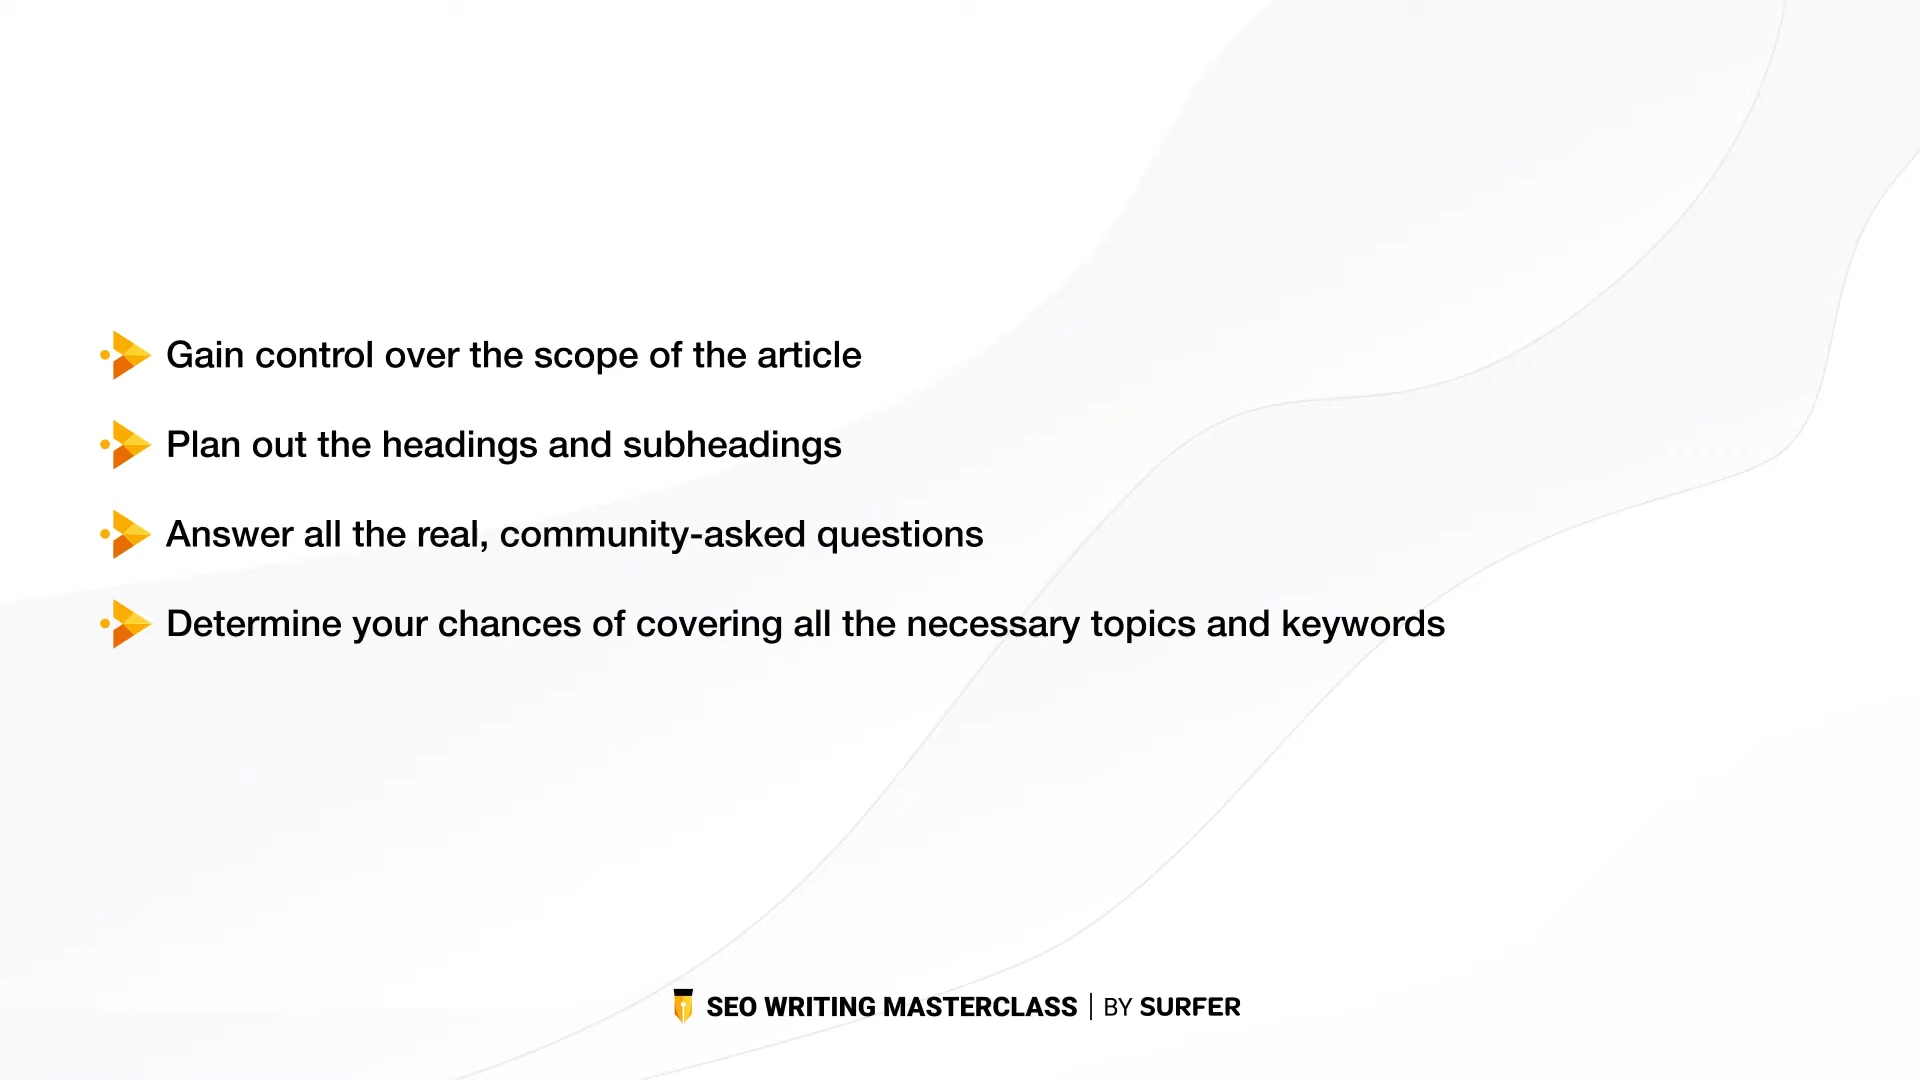 Gain control over the scope of the article
Plan out the headings and subheadings
Answer all the real, community-asked questions
Determine your chances of covering all the necessary topics and keywords
SEO WRITING MASTERCLASS | BY SURFER